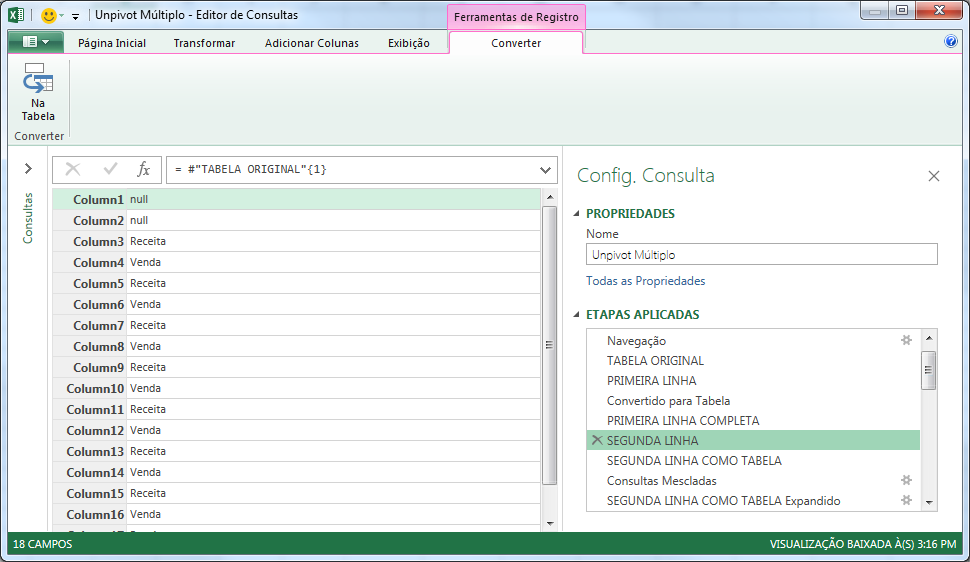 Unpivot Múltiplo - Editor de Consultas
Ferramentas de Registro
Página Inicial
Transformar
Adicionar Colunas
Exibição
Converter
Na
Tabela
Converter
Consultas
fx
= #"TABELA ORIGINAL"{1}
Column1 null
Column2 null
Column3 Receita
Column4 Venda
Column5 Receita
Column6 Venda
Column7 Receita
Column8 Venda
Column9 Receita
Column10 Venda
Column11 Receita
Column12 Venda
Column13 Receita
Column14 Venda
Column15 Receita
Column16 Venda
Config. Consulta
PROPRIEDADES
Nome
Unpivot Múltiplo
Todas as Propriedades
ETAPAS APLICADAS
Navegação
TABELA ORIGINAL
PRIMEIRA LINHA
Convertido para Tabela
PRIMEIRA LINHA COMPLETA
SEGUNDA LINHA
SEGUNDA LINHA COMO TABELA
Consultas Mescladas
SEGUNDA LINHA COMO TABELA Expandido
18 CAMPOS
VISUALIZAÇÃO BAIXADA À(S) 3:16 PM